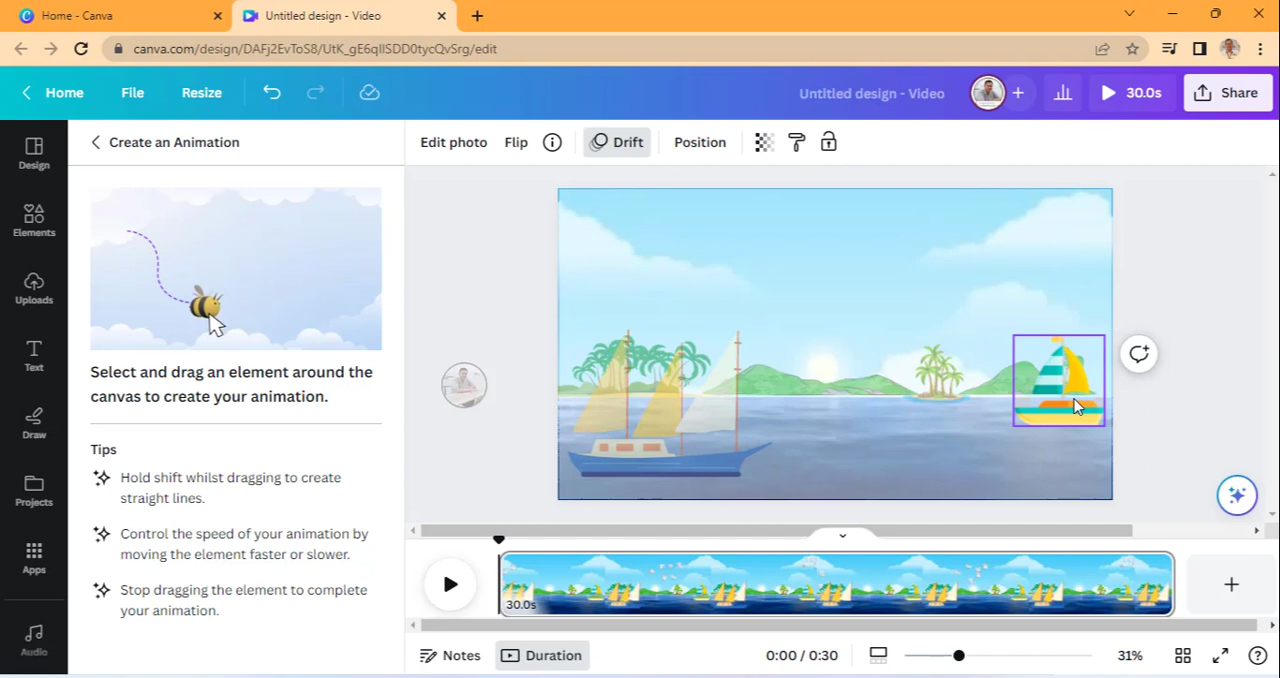 Home - Canva
Untitled design - Video
canva.com/design/DAFj2EvToS8/UtK_gE6qIlSDD0tycQvSrg/edit
Home
File
Resize
Untitled design - Video
30.0s
Share
Design
Elements
Uploads
Text
Draw
Projects
Apps
Audio
Create an Animation
Select and drag an element around the
canvas to create your animation.
Tips
Hold shift whilst dragging to create
straight lines.
Control the speed of your animation by
moving the element faster or slower.
Stop dragging the element to complete
your animation.
Edit photo
Flip
Drift
Position
30.0s
Notes
Duration
0:00 / 0:30
31%